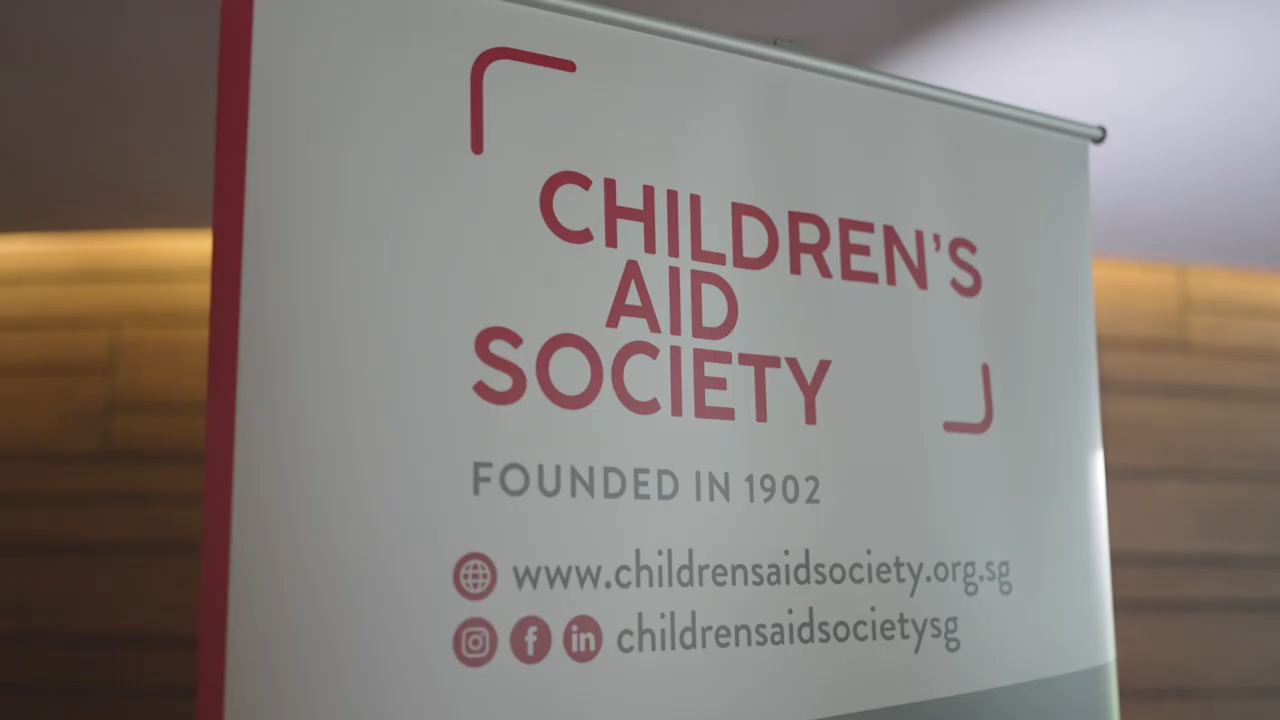 CHILDREN'S
AID
SOCIETY
FOUNDED IN 1902
www.childrensaidsociety.org.sg
childrensaidsocietysg